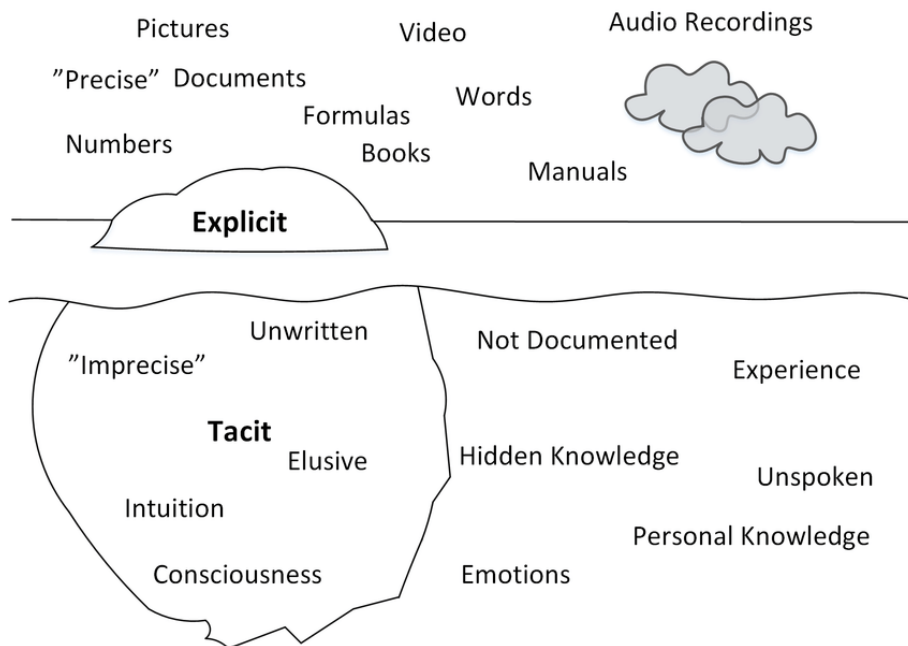 Pictures
Video
Audio Recordings
”Precise”
Documents
Words
Formulas
Numbers
Books
Manuals
Explicit
Unwritten
Not Documented
”Imprecise”
Experience
Tacit
Elusive
Hidden Knowledge
Unspoken
Intuition
Personal Knowledge
Consciousness
Emotions